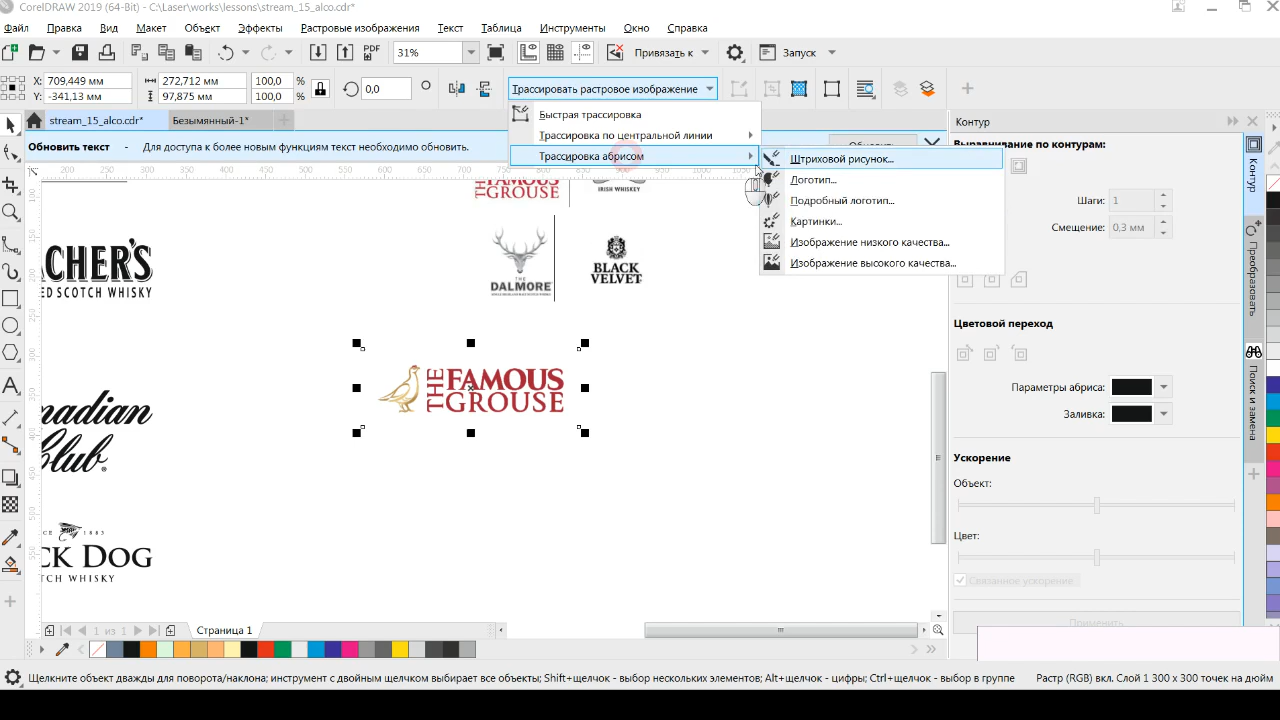 CorelDRAW 2019 (64-Bit) - C:\Laser\works\lessons\stream_15_alco.cdr*
Файл Правка Вид Макет Объект Эффекты Растровые изображения Текст Таблица Инструменты Окно Справка
PDF 31% Привязать к Запуск
X: 709,449 мм 272,712 мм 100,0 % 0,0 Трассировать растровое изображение
Y: -341,13 мм 97,875 мм 100,0 %
stream_15_alco.cdr* Безымянный-1*
Быстрая трассировка
Трассировка по центральной линии
Трассировка абрисом
Обновить текст - Для доступа к более новым функциям текст необходимо обновить.
Штриховой рисунок...
Логотип...
Подробный логотип...
Картинки...
Изображение низкого качества...
Изображение высокого качества...
Контур
Выравнивание по контурам:
Шаги: 1
Смещение: 0,3 мм
Цветовой переход
Параметры абриса:
Заливка:
Ускорение
Объект:
Цвет:
Связанное ускорение
Применить
Контур
Преобразовать
Поиск и замена
FAMOUS
GROUSE
IRISH WHISKEY
CHER'S
ED SCOTCH WHISKY
THE
DALMORE
BLACK
VELVET
THE FAMOUS
GROUSE
nadian
Club
CE 1883
CK DOG
TCH WHISKY
1 из 1 Страница 1
Щелкните объект дважды для поворота/наклона; инструмент с двойным щелчком выбирает все объекты; Shift+щелчок - выбор нескольких элементов; Alt+щелчок - цифры; Ctrl+щелчок - выбор в группе
Растр (RGB) вкл. Слой 1 300 x 300 точек на дюйм